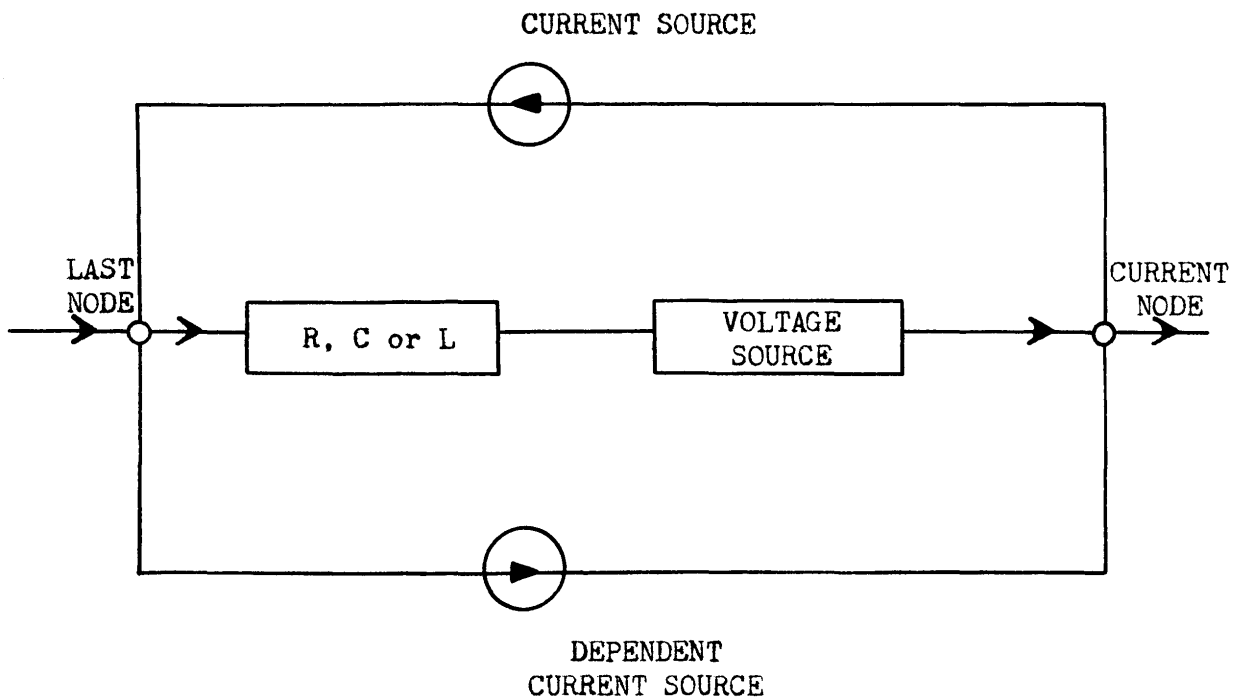 CURRENT SOURCE
LAST
NODE
CURRENT
NODE
R, C or L
VOLTAGE
SOURCE
DEPENDENT
CURRENT SOURCE